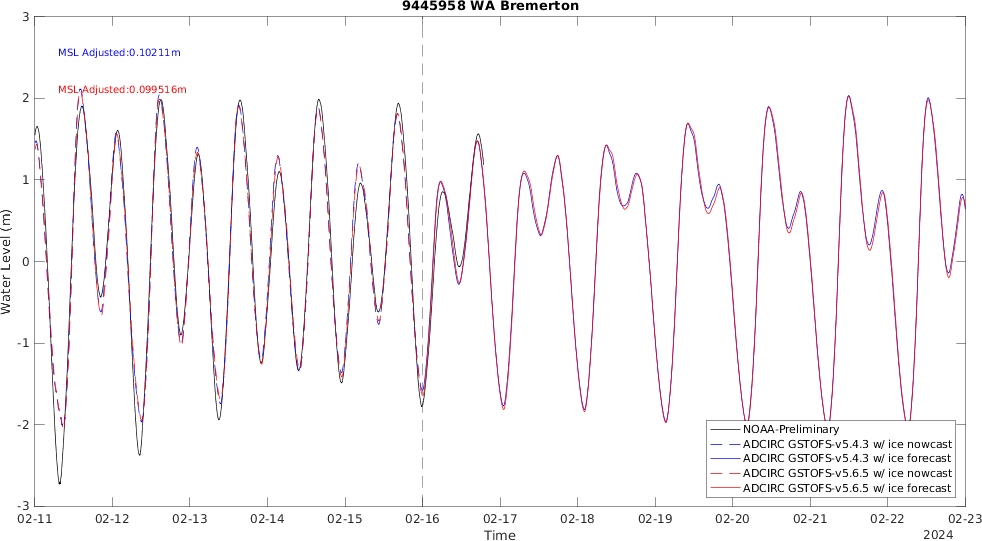 9445958 WA Bremerton
MSL Adjusted:0.10211m
MSL Adjusted:0.099516m
Water Level (m)
3
2
1
0
-1
-2
-3
NOAA-Preliminary
ADCIRC GSTOFS-v5.4.3 w/ ice nowcast
ADCIRC GSTOFS-v5.4.3 w/ ice forecast
ADCIRC GSTOFS-v5.6.5 w/ ice nowcast
ADCIRC GSTOFS-v5.6.5 w/ ice forecast
02-11 02-12 02-13 02-14 02-15 02-16 02-17 02-18 02-19 02-20 02-21 02-22 02-23
Time
2024